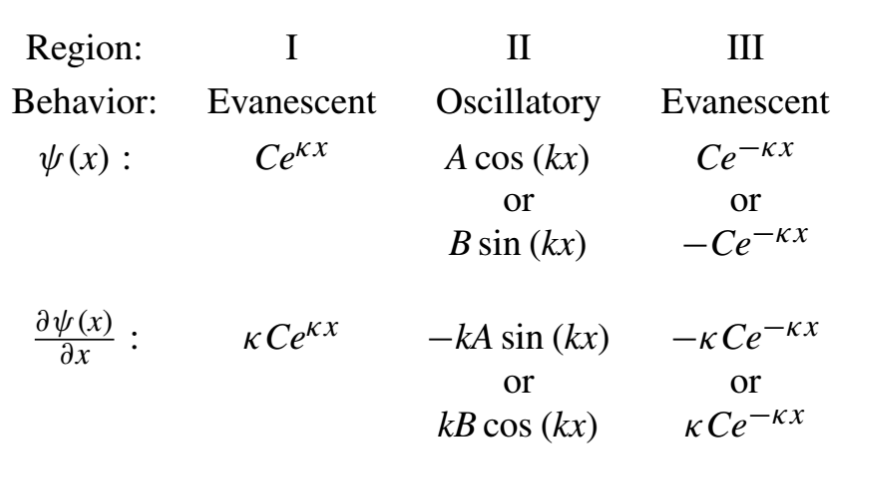 Region: I II III
Behavior: Evanescent Oscillatory Evanescent
ψ(x) : Ce^{κx} A cos (kx) Ce^{−κx}
or or
B sin (kx) −Ce^{−κx}
∂ψ(x)/∂x : κCe^{κx} −kA sin (kx) −κCe^{−κx}
or or
kB cos (kx) κCe^{−κx}